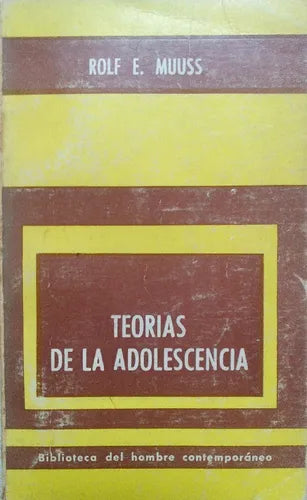 ROLF E. MUUSS
TEORIAS
DE LA ADOLESCENCIA
Biblioteca del hombre contemporáneo